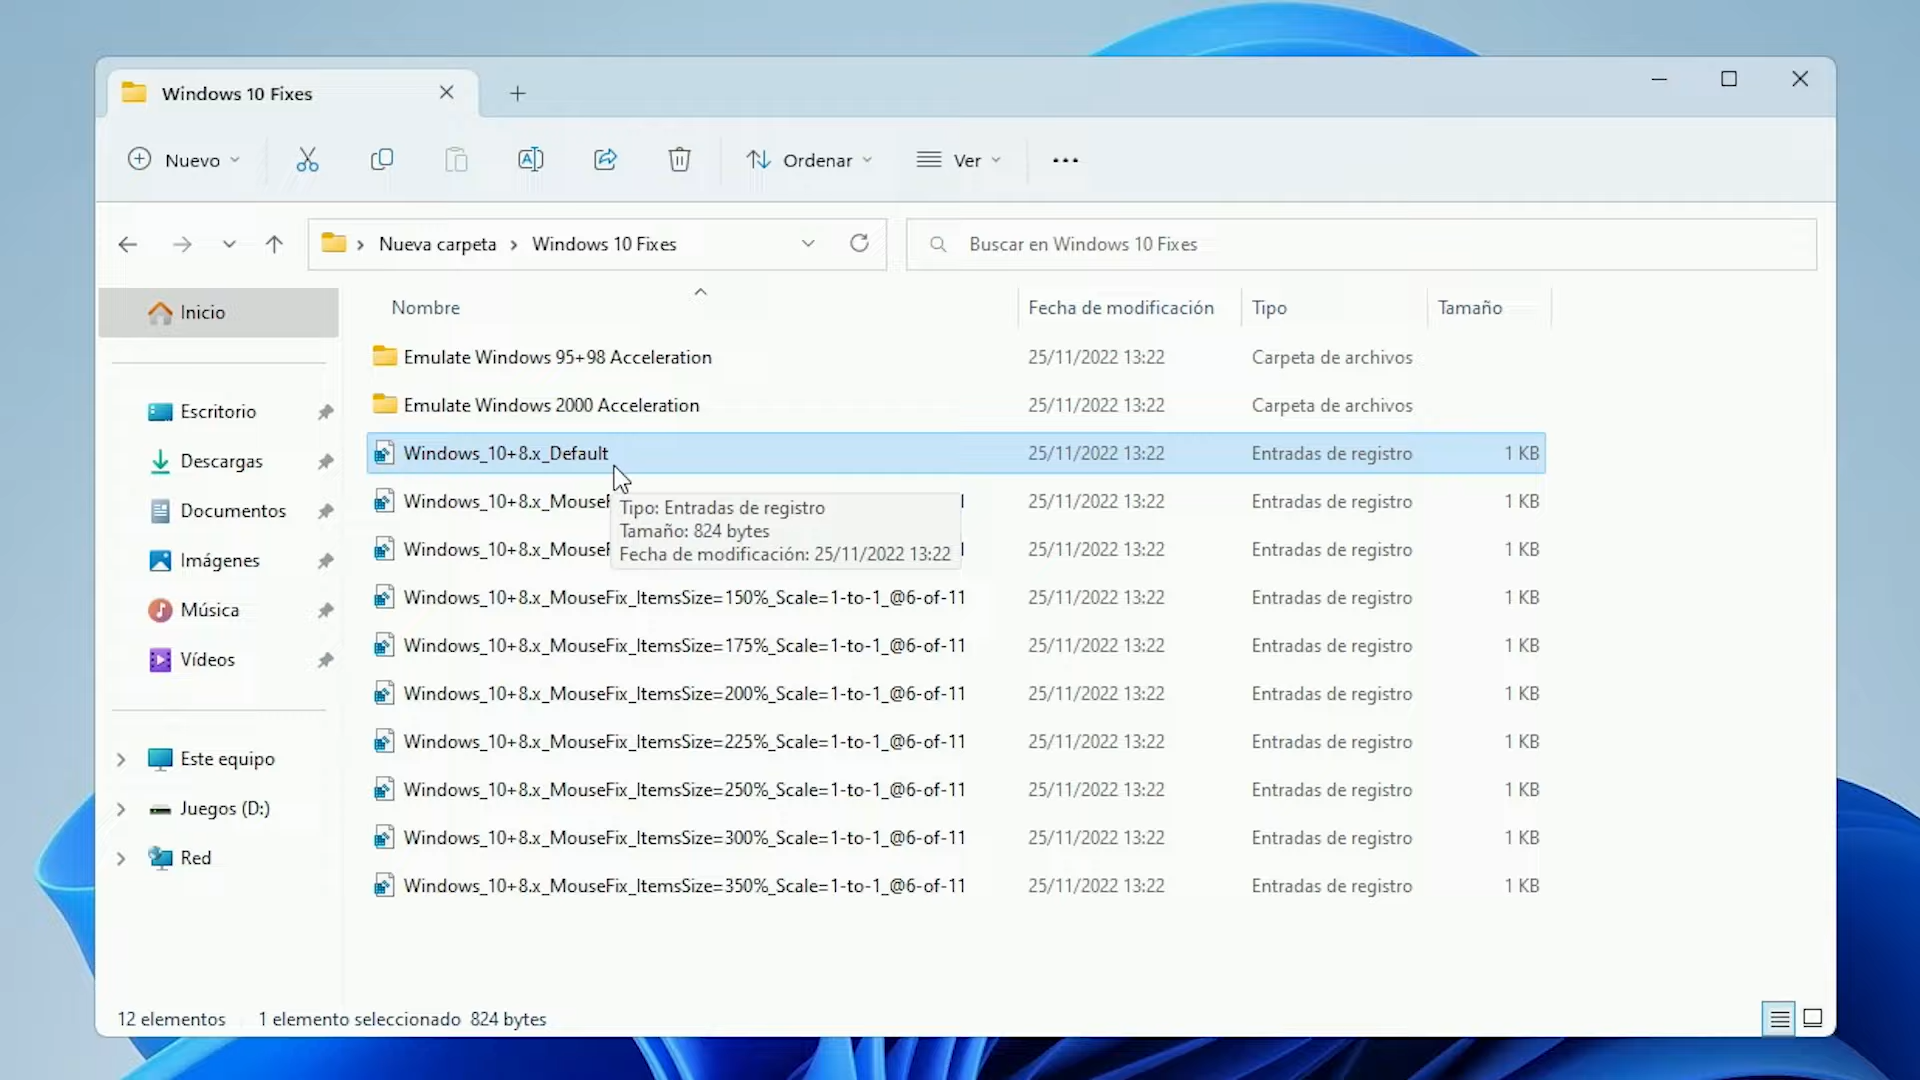 Windows 10 Fixes
Nuevo
Ordenar
Ver
Nueva carpeta > Windows 10 Fixes
Buscar en Windows 10 Fixes
Nombre Fecha de modificación Tipo Tamaño
Inicio
Escritorio
Descargas
Documentos
Imágenes
Música
Vídeos
Este equipo
Juegos (D:)
Red
Emulate Windows 95+98 Acceleration 25/11/2022 13:22 Carpeta de archivos
Emulate Windows 2000 Acceleration 25/11/2022 13:22 Carpeta de archivos
Windows_10+8.x_Default 25/11/2022 13:22 Entradas de registro 1 KB
Windows_10+8.x_Mouse 25/11/2022 13:22 Entradas de registro 1 KB
Windows_10+8.x_Mouse 25/11/2022 13:22 Entradas de registro 1 KB
Tipo: Entradas de registro
Tamaño: 824 bytes
Fecha de modificación: 25/11/2022 13:22
Windows_10+8.x_MouseFix_ItemsSize=150%_Scale=1-to-1_@6-of-11 25/11/2022 13:22 Entradas de registro 1 KB
Windows_10+8.x_MouseFix_ItemsSize=175%_Scale=1-to-1_@6-of-11 25/11/2022 13:22 Entradas de registro 1 KB
Windows_10+8.x_MouseFix_ItemsSize=200%_Scale=1-to-1_@6-of-11 25/11/2022 13:22 Entradas de registro 1 KB
Windows_10+8.x_MouseFix_ItemsSize=225%_Scale=1-to-1_@6-of-11 25/11/2022 13:22 Entradas de registro 1 KB
Windows_10+8.x_MouseFix_ItemsSize=250%_Scale=1-to-1_@6-of-11 25/11/2022 13:22 Entradas de registro 1 KB
Windows_10+8.x_MouseFix_ItemsSize=300%_Scale=1-to-1_@6-of-11 25/11/2022 13:22 Entradas de registro 1 KB
Windows_10+8.x_MouseFix_ItemsSize=350%_Scale=1-to-1_@6-of-11 25/11/2022 13:22 Entradas de registro 1 KB
12 elementos 1 elemento seleccionado 824 bytes